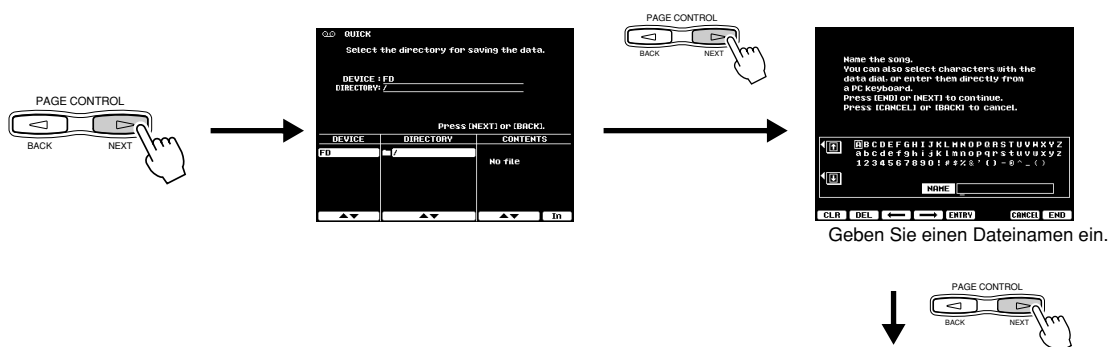 PAGE CONTROL
BACK NEXT
QUICK
Select the directory for saving the data.
DEVICE : FD
DIRECTORY: /
Press [NEXT] or [BACK].
DEVICE DIRECTORY CONTENTS
FD / No file
In
PAGE CONTROL
BACK NEXT
Name the song.
You can also select characters with the
data dial, or enter them directly from
a PC keyboard.
Press [END] or [NEXT] to continue.
Press [CANCEL] or [BACK] to cancel.
ABCDEFGHIJKLMNOPQRSTUVWXYZ
abcdefghijklmnopqrstuvwxyz
1234567890!#$%&'()-@^_{}
NAME
CLR DEL ← → ENTRY CANCEL END
Geben Sie einen Dateinamen ein.
PAGE CONTROL
BACK NEXT